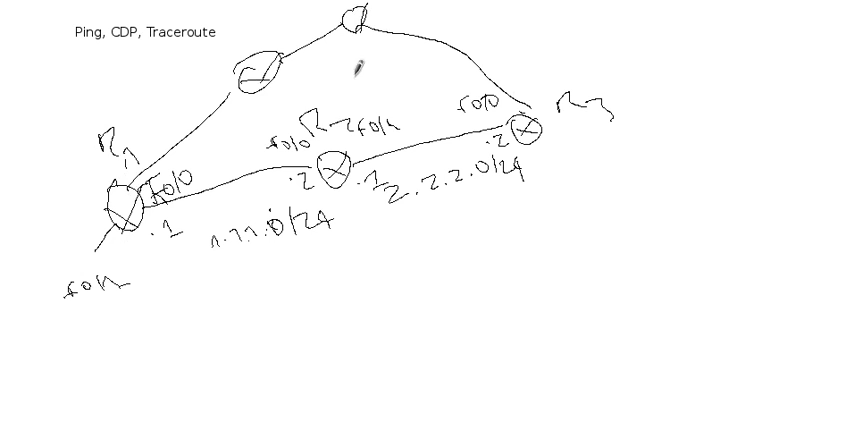 Ping, CDP, Traceroute
R1
R2
R3
f0/0
f0/1
f0/0
F0/0
.2
.2
.1
2.2.2.0/24
.1
1.1.1.0/24
f0/1